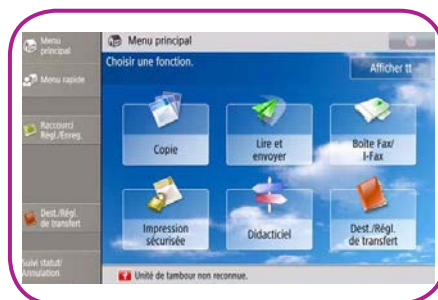 Menu
principal
Menu principal
Choisir une fonction.
Afficher tt
Menu rapide
Raccourci
Régl./Enreg.
Copie
Lire et
envoyer
Boîte Fax/
I-Fax
Dest./Régl.
de transfert
Impression
sécurisée
Didacticiel
Dest./Régl.
de transfert
Suivi statut/
Annulation
Unité de tambour non reconnue.